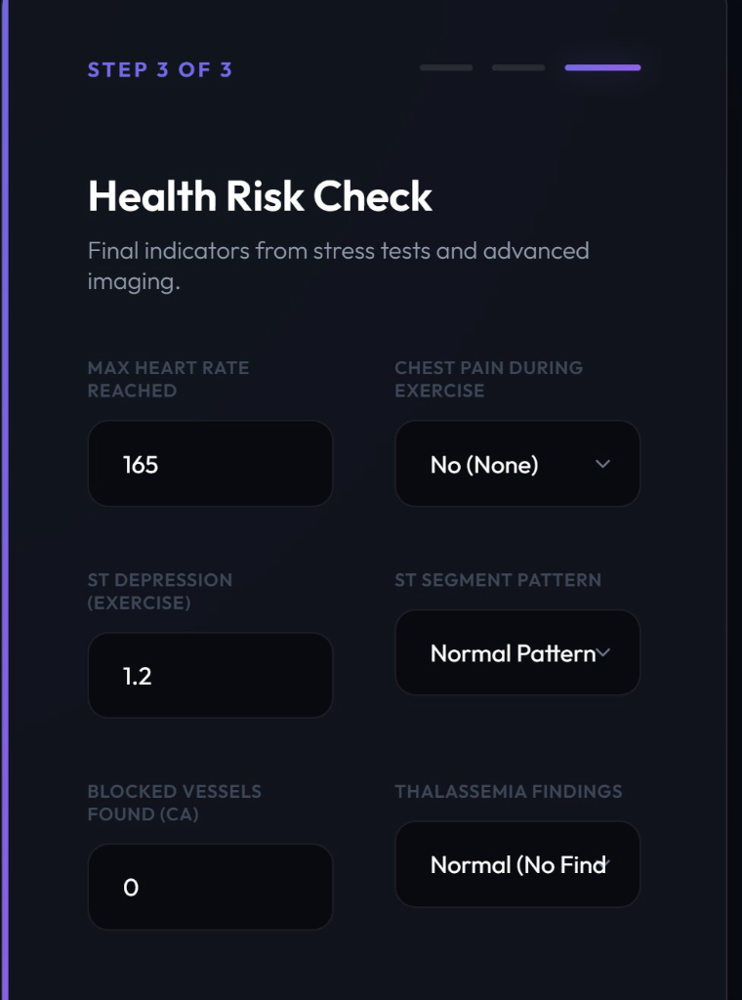 STEP 3 OF 3
Health Risk Check
Final indicators from stress tests and advanced
imaging.
MAX HEART RATE
REACHED
165
CHEST PAIN DURING
EXERCISE
No (None)
ST DEPRESSION
(EXERCISE)
1.2
ST SEGMENT PATTERN
Normal Pattern
BLOCKED VESSELS
FOUND (CA)
0
THALASSEMIA FINDINGS
Normal (No Find